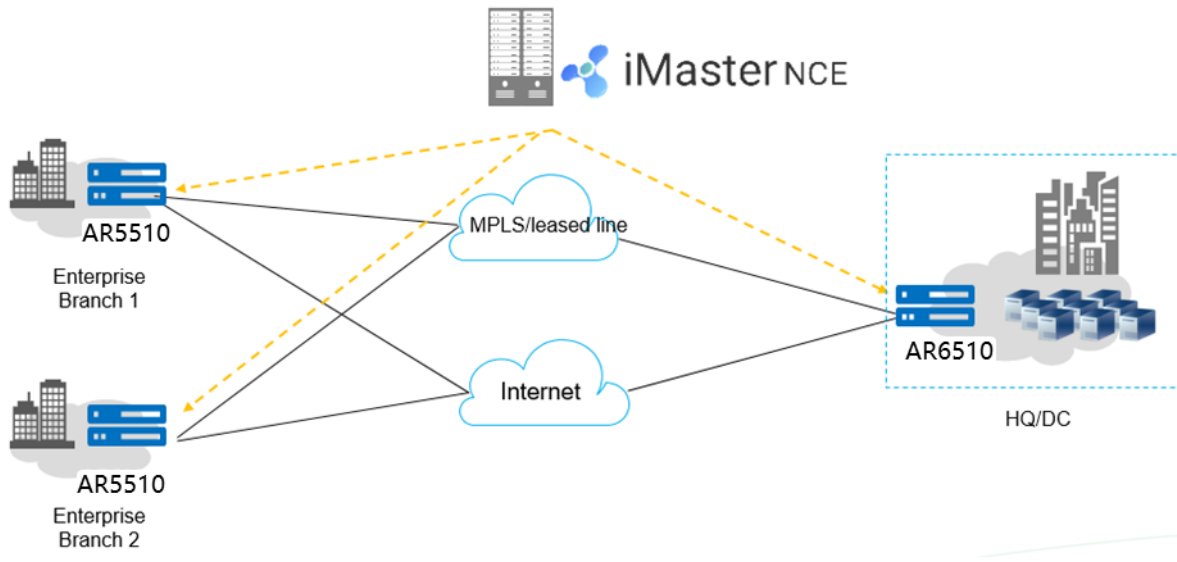 iMaster NCE
AR5510
Enterprise
Branch 1
MPLS/leased line
Internet
AR6510
HQ/DC
AR5510
Enterprise
Branch 2